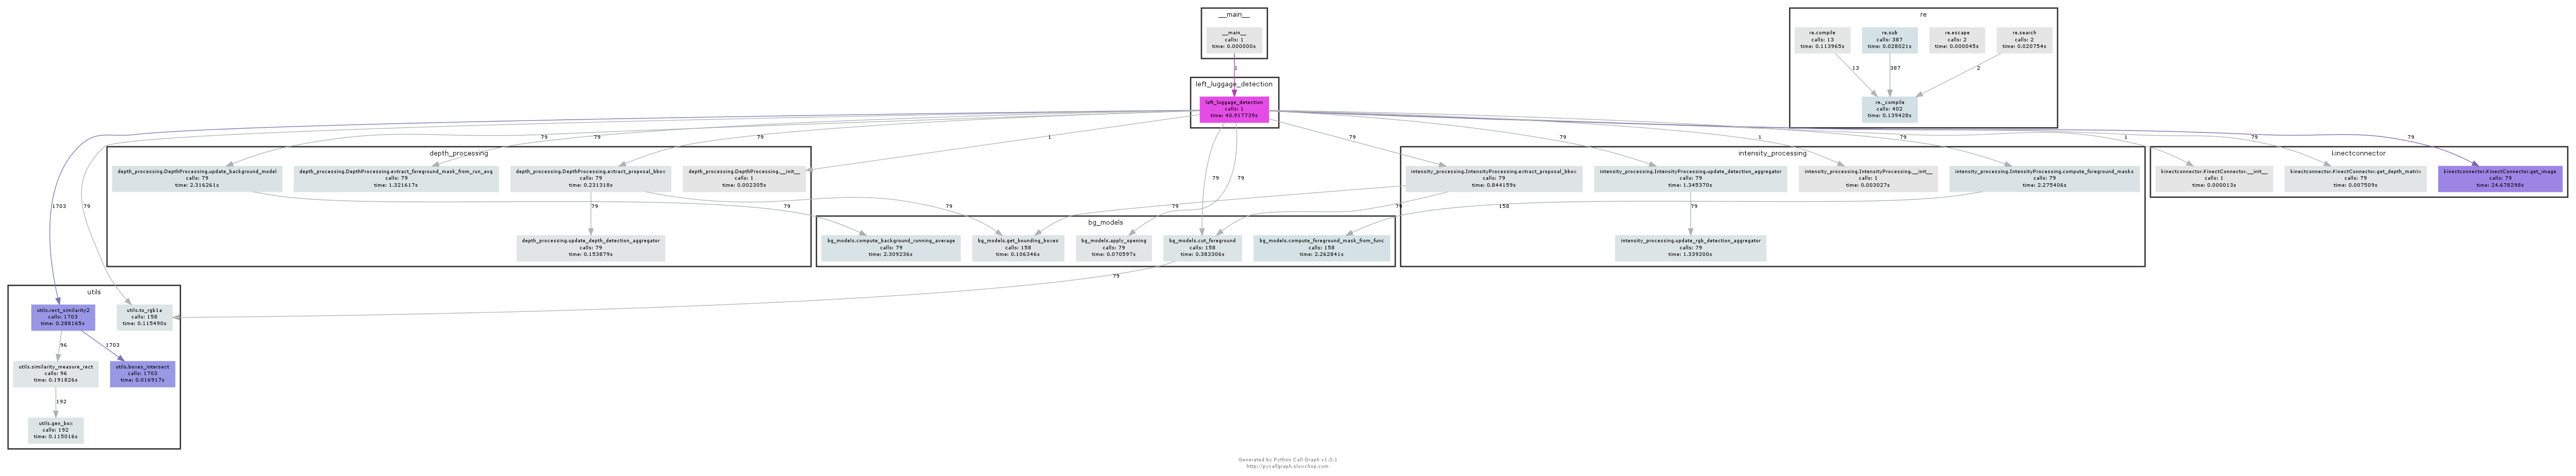 __main__
__main__
calls: 1
time: 0.000000s
1
re
re.compile
calls: 13
time: 0.113965s
re.sub
calls: 387
time: 0.028021s
re.escape
calls: 2
time: 0.000045s
re.search
calls: 2
time: 0.020754s
13
387
2
re._compile
calls: 402
time: 0.139428s
left_luggage_detection
left_luggage_detection
calls: 1
time: 40.917739s
79
79
79
1
79
79
1
79
1
79
79
depth_processing
depth_processing.DepthProcessing.update_background_model
calls: 79
time: 2.316261s
depth_processing.DepthProcessing.extract_foreground_mask_from_run_avg
calls: 79
time: 1.321617s
depth_processing.DepthProcessing.extract_proposal_bbox
calls: 79
time: 0.231318s
depth_processing.DepthProcessing.__init__
calls: 1
time: 0.002305s
79
79
intensity_processing
intensity_processing.IntensityProcessing.extract_proposal_bbox
calls: 79
time: 0.844159s
intensity_processing.IntensityProcessing.update_detection_aggregator
calls: 79
time: 1.345370s
intensity_processing.IntensityProcessing.__init__
calls: 1
time: 0.003027s
intensity_processing.IntensityProcessing.compute_foreground_masks
calls: 79
time: 2.275406s
kinectconnector
kinectconnector.KinectConnector.__init__
calls: 1
time: 0.000013s
kinectconnector.KinectConnector.get_depth_matrix
calls: 79
time: 0.007509s
kinectconnector.KinectConnector.get_image
calls: 79
time: 24.678298s
1703
79
79
79
79
79
79
158
79
depth_processing.update_depth_detection_aggregator
calls: 79
time: 0.153879s
bg_models
bg_models.compute_background_running_average
calls: 79
time: 2.309236s
bg_models.get_bounding_boxes
calls: 158
time: 0.106346s
bg_models.apply_opening
calls: 79
time: 0.070597s
bg_models.cut_foreground
calls: 158
time: 0.383306s
bg_models.compute_foreground_mask_from_func
calls: 158
time: 2.262841s
intensity_processing.update_rgb_detection_aggregator
calls: 79
time: 1.339200s
79
utils
utils.rect_similarity2
calls: 1703
time: 0.288165s
utils.to_rgb1a
calls: 158
time: 0.115490s
96
1703
utils.similarity_measure_rect
calls: 96
time: 0.191826s
utils.boxes_intersect
calls: 1703
time: 0.016917s
192
utils.gen_box
calls: 192
time: 0.115016s
Generated by Python Call Graph v1.0.1
http://pycallgraph.slowchop.com